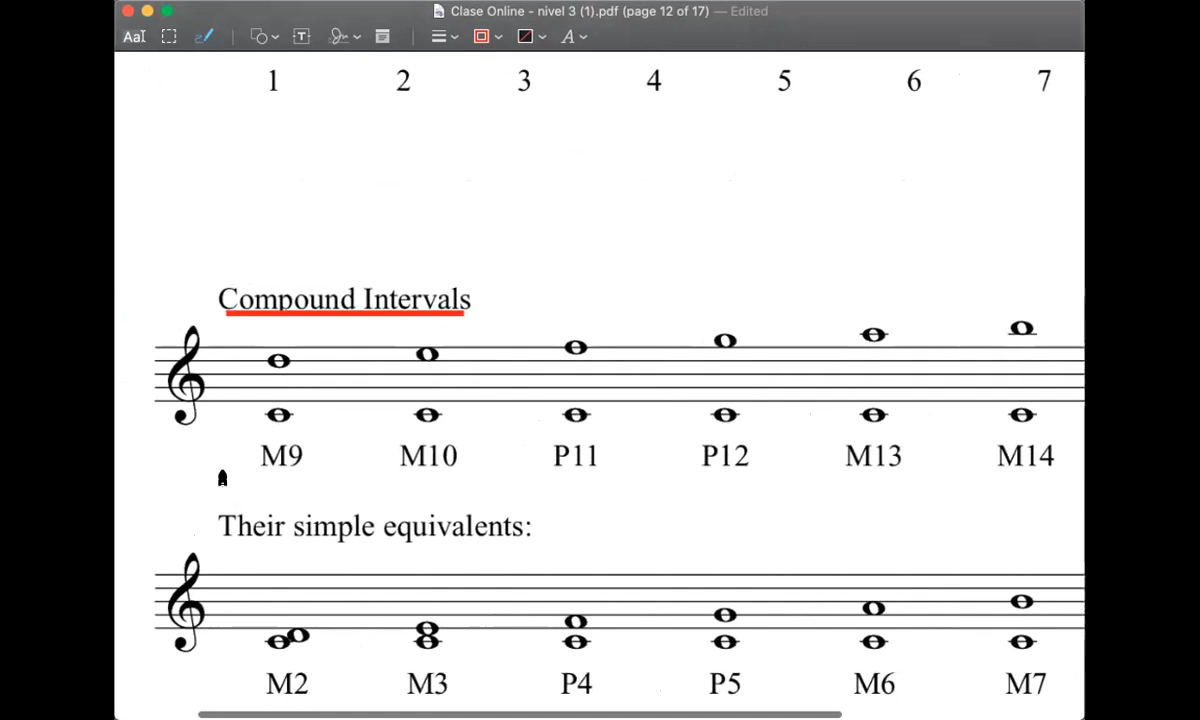 Clase Online - nivel 3 (1).pdf (page 12 of 17) — Edited
AaI T A
1 2 3 4 5 6 7
Compound Intervals
M9 M10 P11 P12 M13 M14
Their simple equivalents:
M2 M3 P4 P5 M6 M7